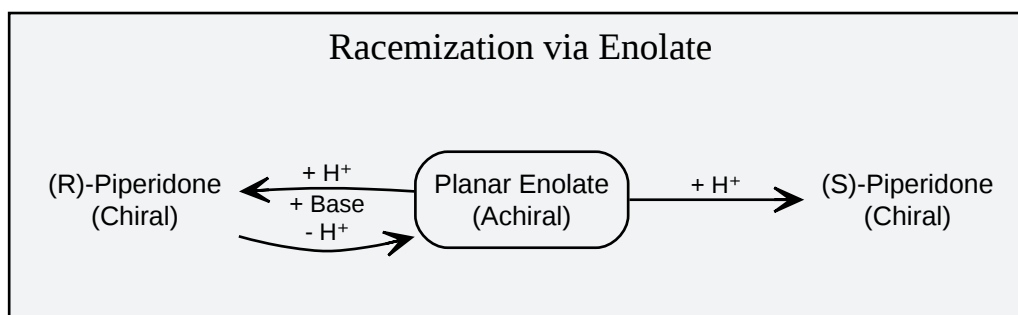 Racemization via Enolate
(R)-Piperidone
(Chiral)
+ H⁺
+ Base
- H⁺
Planar Enolate
(Achiral)
+ H⁺
(S)-Piperidone
(Chiral)